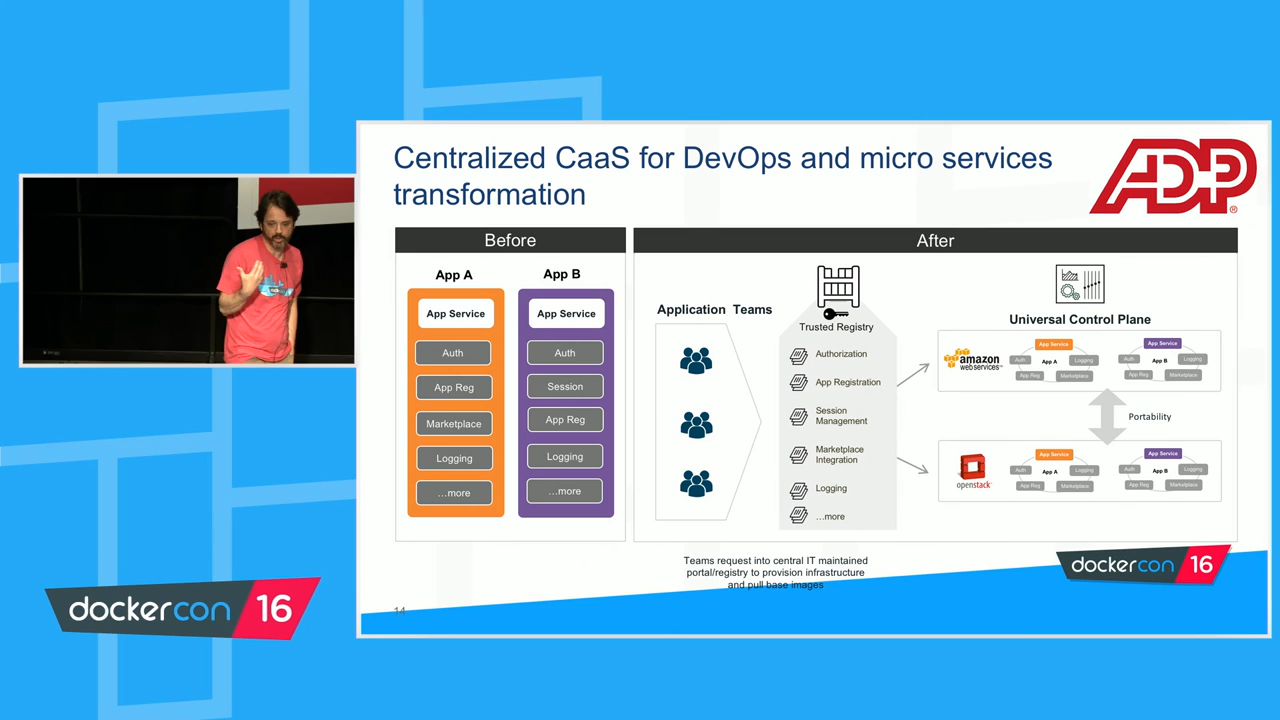 Centralized CaaS for DevOps and micro services
transformation
ADP
®
Before
App A
App Service
Auth
App Reg
Marketplace
Logging
...more
App B
App Service
Auth
Session
App Reg
Logging
...more
After
Application Teams
Trusted Registry
Authorization
App Registration
Session
Management
Marketplace
Integration
Logging
...more
Universal Control Plane
amazon
web services™
App Service
Auth
App A
Logging
App Reg
Marketplace
App Service
Auth
App B
Logging
App Reg
Marketplace
Portability
openstack
App Service
Auth
App A
Logging
App Reg
Marketplace
App Service
Auth
App B
Logging
App Reg
Marketplace
Teams request into central IT maintained
portal/registry to provision infrastructure
and pull base images
14
dockercon 16
dockercon 16